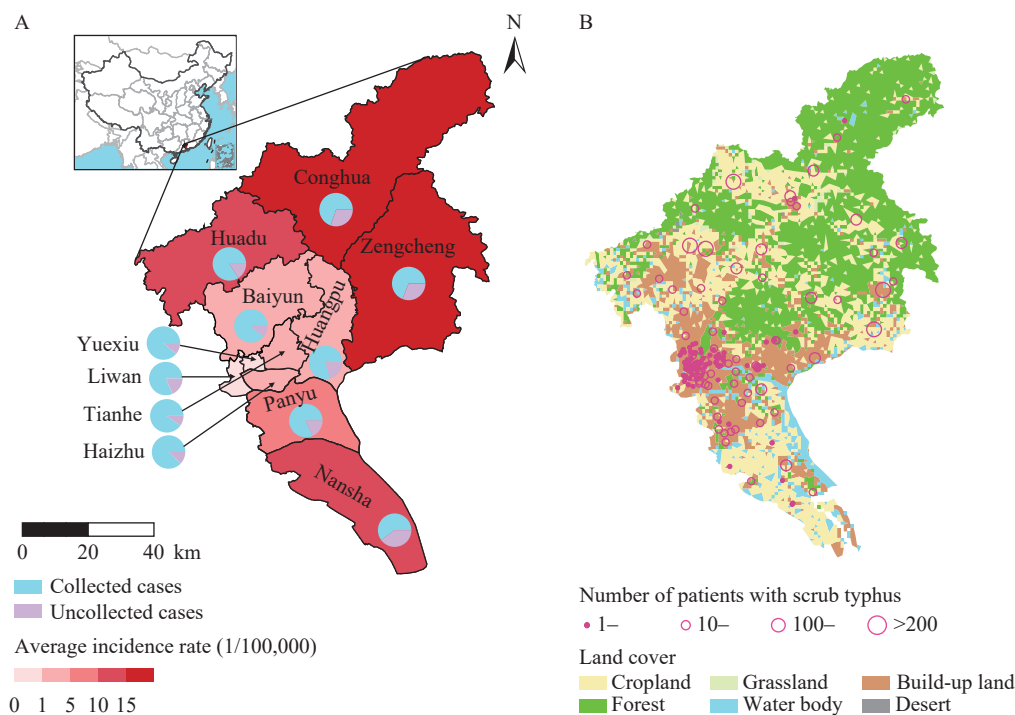 A
N
Conghua
Zengcheng
Huadu
Baiyun
Huangpu
Yuexiu
Liwan
Tianhe
Haizhu
Panyu
Nansha
0 20 40 km
Collected cases
Uncollected cases
Average incidence rate (1/100,000)
0 1 5 10 15
B
Number of patients with scrub typhus
1– 10– 100– >200
Land cover
Cropland Grassland Build-up land
Forest Water body Desert